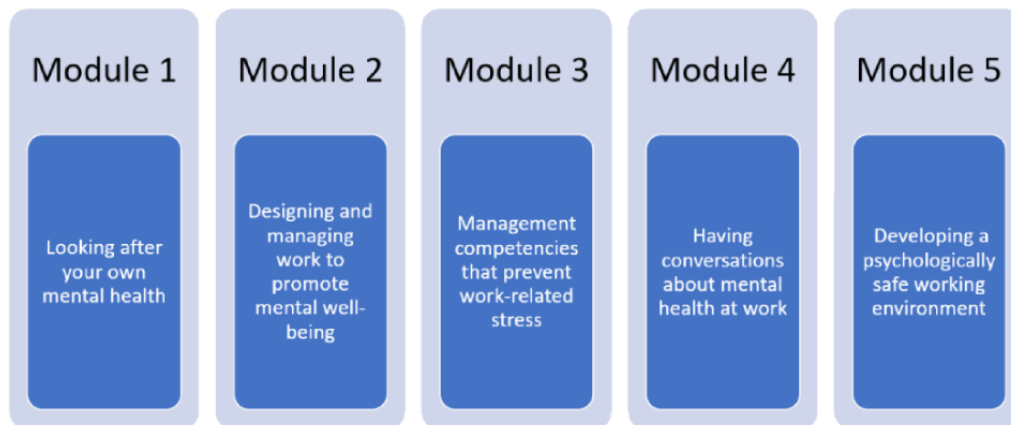 Module 1
Looking after
your own
mental health
Module 2
Designing and
managing
work to
promote
mental well-
being
Module 3
Management
competencies
that prevent
work-related
stress
Module 4
Having
conversations
about mental
health at work
Module 5
Developing a
psychologically
safe working
environment